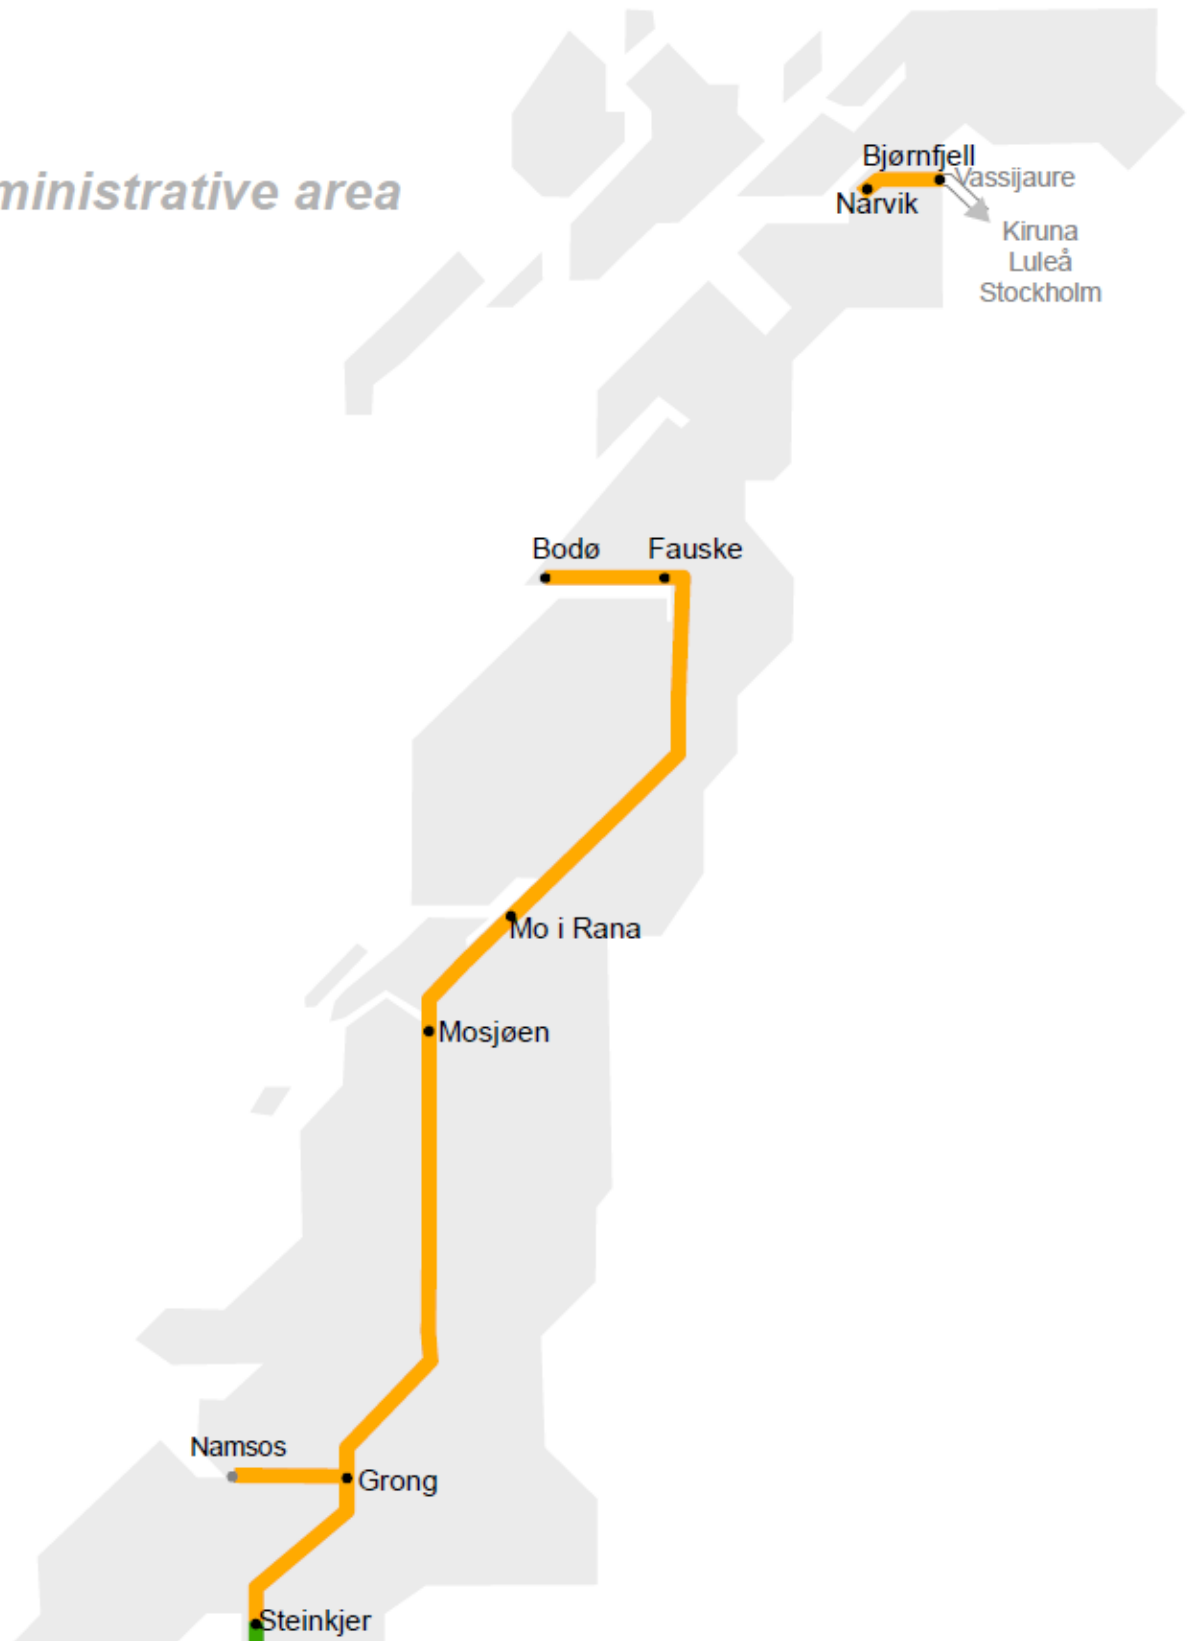 Bjørnfjell
Vassijaure
ministrative area
Narvik
Kiruna
Luleå
Stockholm
Bodø
Fauske
Mo i Rana
Mosjøen
Namsos
Grong
Steinkjer